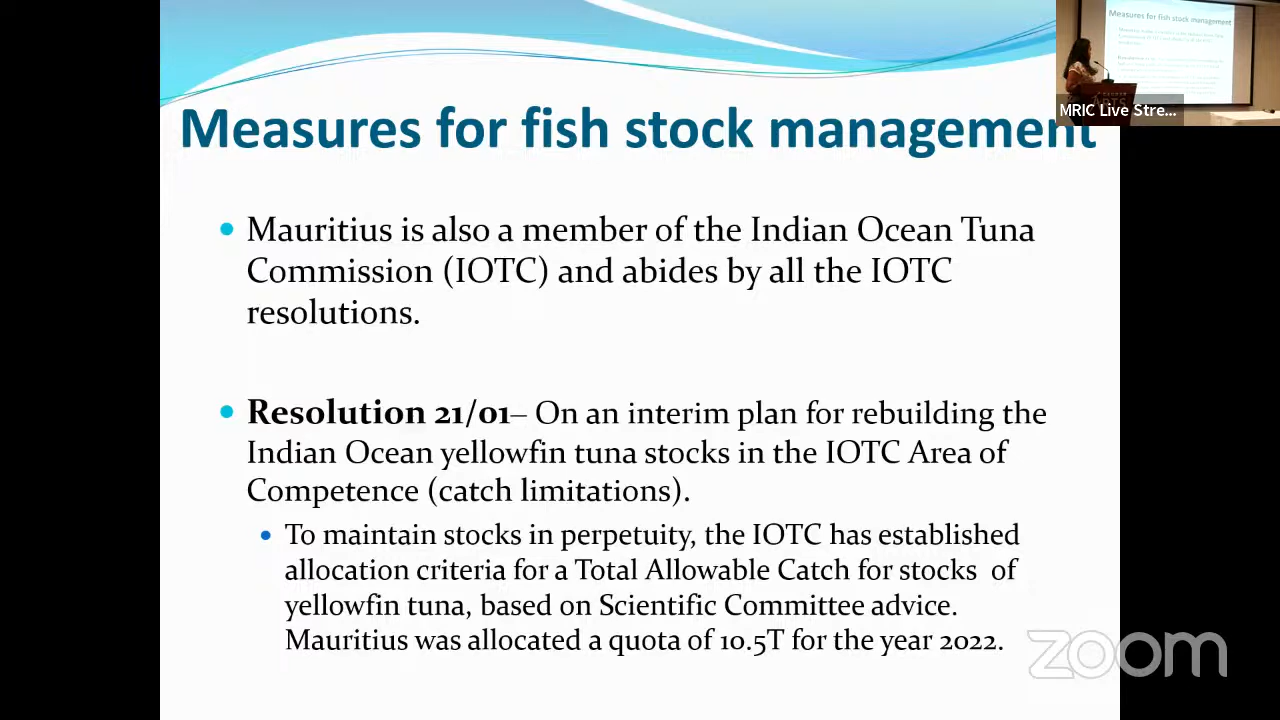 Measures for fish stock management
• Mauritius is also a member of the Indian Ocean Tuna
Commission (IOTC) and abides by all the IOTC
resolutions.
• Resolution 21/01– On an interim plan for rebuilding the
Indian Ocean yellowfin tuna stocks in the IOTC Area of
Competence (catch limitations).
• To maintain stocks in perpetuity, the IOTC has established
allocation criteria for a Total Allowable Catch for stocks of
yellowfin tuna, based on Scientific Committee advice.
Mauritius was allocated a quota of 10.5T for the year 2022.
Measures for fish stock management
MRIC Live Stre...
zoom